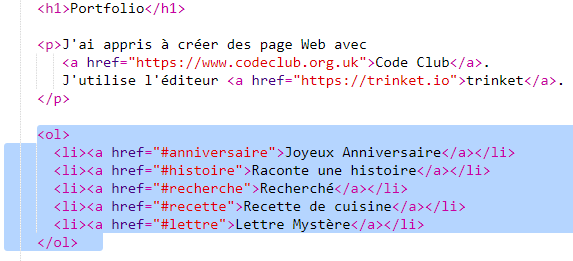 <h1>Portfolio</h1>
<p>J'ai appris à créer des page Web avec
<a href="https://www.codeclub.org.uk">Code Club</a>.
J'utilise l'éditeur <a href="https://trinket.io">trinket</a>.
</p>
<ol>
<li><a href="#anniversaire">Joyeux Anniversaire</a></li>
<li><a href="#histoire">Raconte une histoire</a></li>
<li><a href="#recherche">Recherché</a></li>
<li><a href="#recette">Recette de cuisine</a></li>
<li><a href="#lettre">Lettre Mystère</a></li>
</ol>